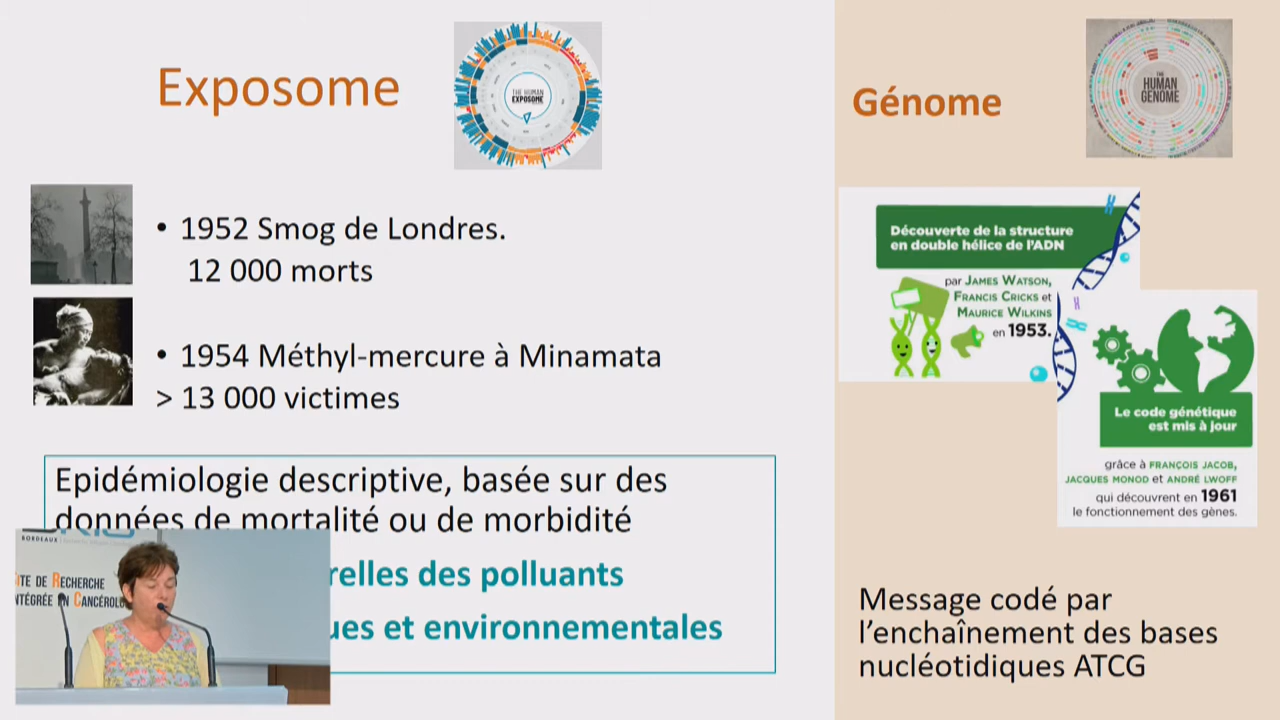 Exposome
THE HUMAN
EXPOSOME
• 1952 Smog de Londres.
12 000 morts
• 1954 Méthyl-mercure à Minamata
> 13 000 victimes
Epidémiologie descriptive, basée sur des
données de mortalité ou de morbidité
relles des polluants
ues et environnementales
BORDEAUX
ITE DE RECHERCHE
NTÉGRÉE EN CANCÉROLO
Génome
THE
HUMAN
GENOME
Découverte de la structure
en double hélice de l'ADN
par JAMES WATSON,
FRANCIS CRICKS et
MAURICE WILKINS
en 1953.
Le code génétique
est mis à jour
grâce à FRANÇOIS JACOB,
JACQUES MONOD et ANDRÉ LWOFF
qui découvrent en 1961
le fonctionnement des gènes.
Message codé par
l'enchaînement des bases
nucléotidiques ATCG